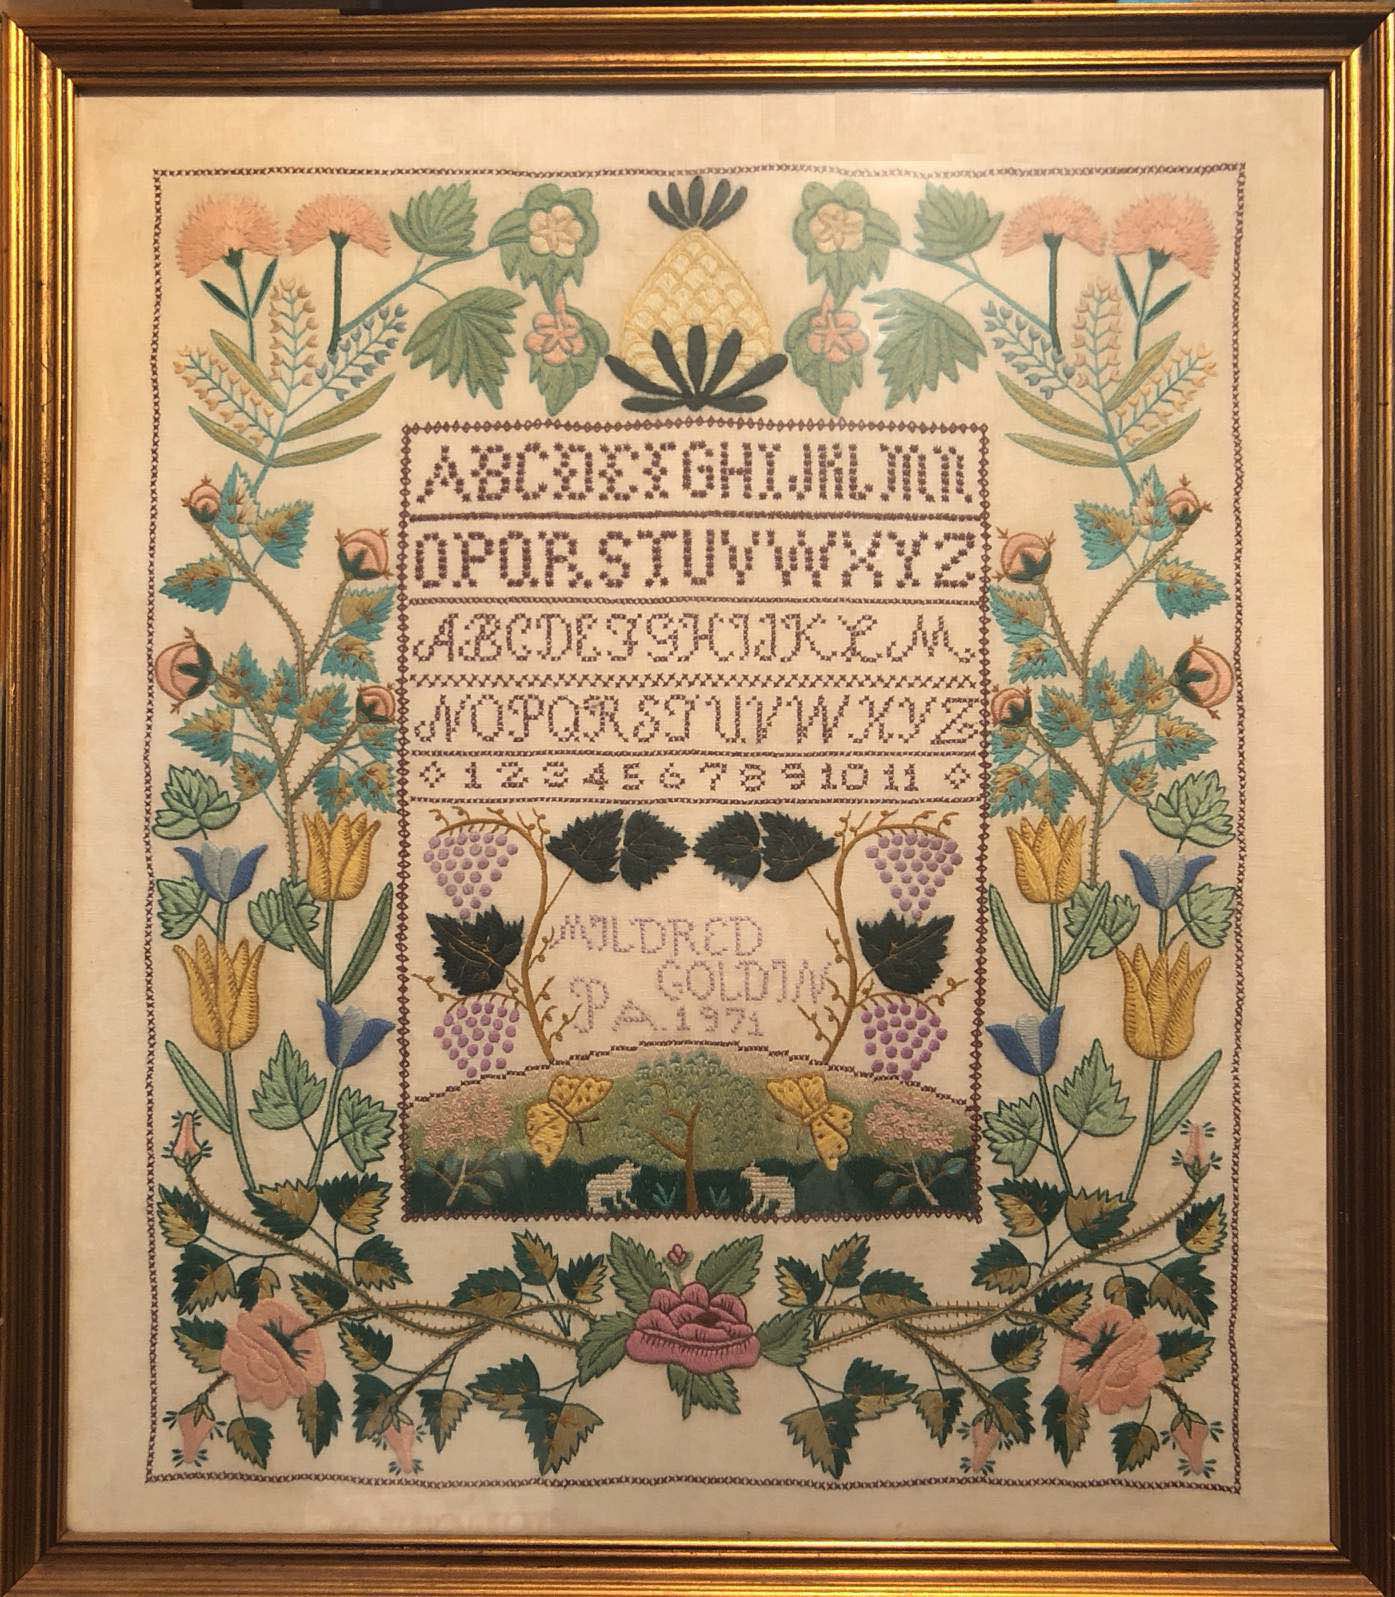 ABCDEFGHIJKLMN
OPQRSTUVWXYZ
ABCDEFGHIJKLM
NOPQRSTUVWXYZ
1 2 3 4 5 6 7 8 9 10 11
MILDRED
GOLDIN
PA. 1971